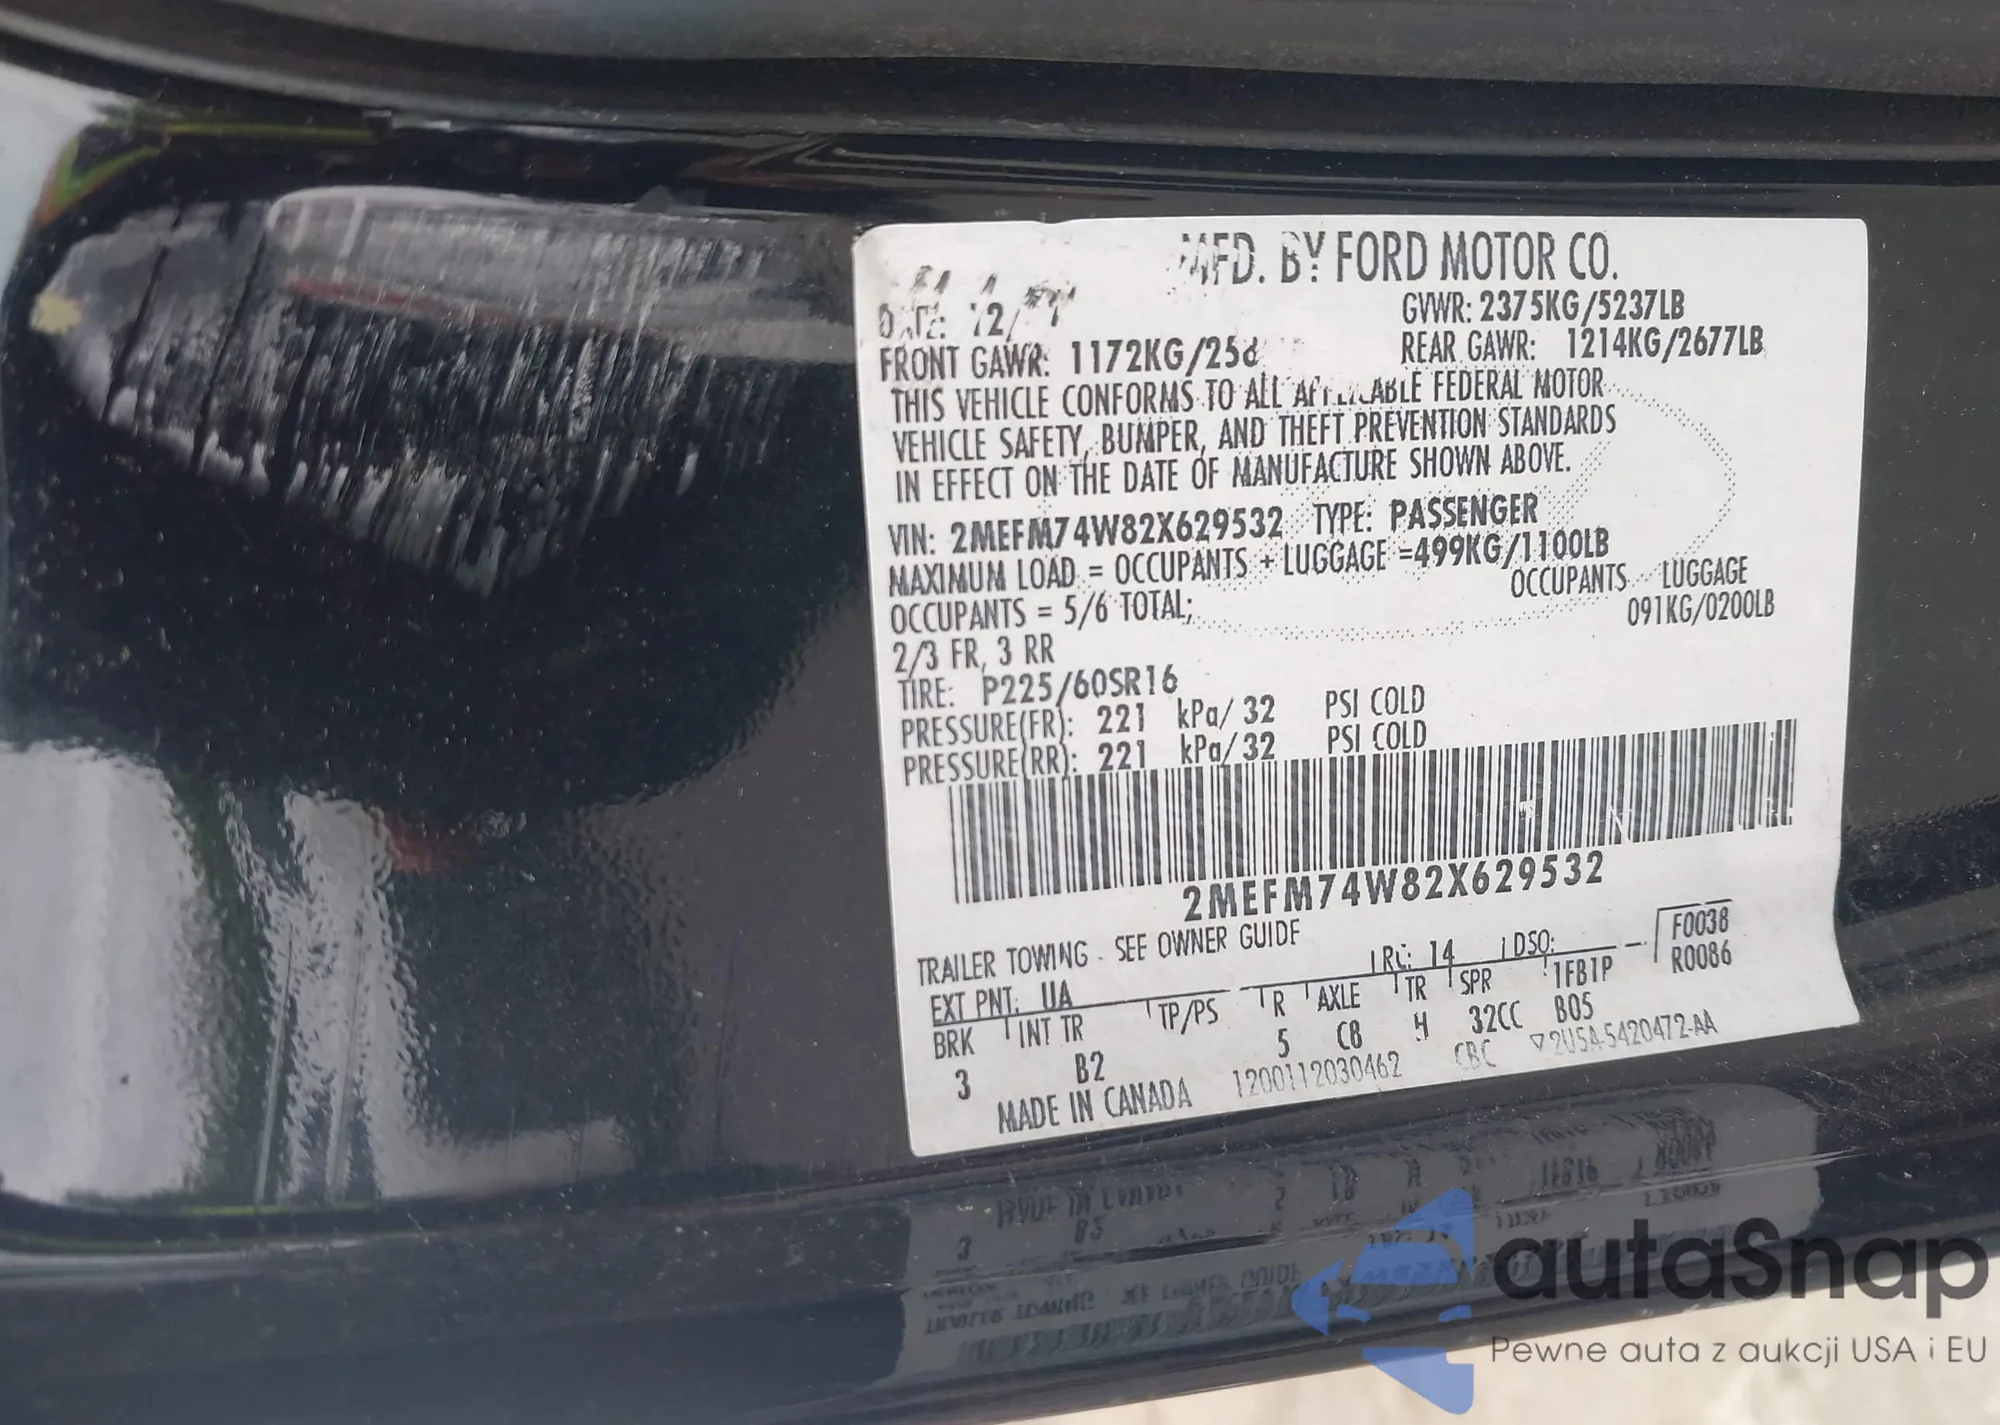 MFD. BY FORD MOTOR CO.
12/
GVWR: 2375KG/5237LB
FRONT GAWR: 1172KG/
REAR GAWR: 1214KG/2677LB
THIS VEHICLE CONFORMS TO ALL APPLICABLE FEDERAL MOTOR
VEHICLE SAFETY, BUMPER, AND THEFT PREVENTION STANDARDS
IN EFFECT ON THE DATE OF MANUFACTURE SHOWN ABOVE.
VIN: 2MEFM74W82X629532 TYPE: PASSENGER
MAXIMUM LOAD = OCCUPANTS + LUGGAGE =499KG/1100LB
OCCUPANTS LUGGAGE
OCCUPANTS = 5/6 TOTAL; 091KG/0200LB
2/3 FR, 3 RR
TIRE: P225/60SR16
PRESSURE(FR): 221 kPa/ 32 PSI COLD
PRESSURE(RR): 221 kPa/ 32 PSI COLD
2MEFM74W82X629532
TRAILER TOWING - SEE OWNER GUIDE
F0038
EXT PNT: UA RC: 14 DSO: R0086
BRK INT TR TP/PS R AXLE TR SPR 1FB1P
3 B2 5 C8 H 32CC B05
MADE IN CANADA 1200112030462 CBC ▽2U5A-5420472-AA
autaSnap
Pewne auta z aukcji USA i EU